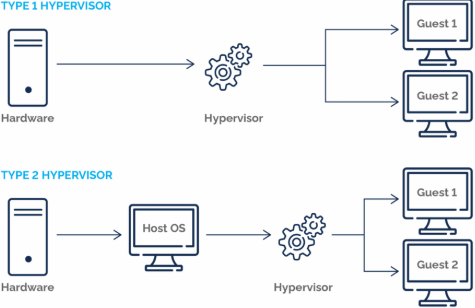 TYPE 1 HYPERVISOR
Guest 1
Guest 2
Hardware
Hypervisor
TYPE 2 HYPERVISOR
Guest 1
Host OS
Guest 2
Hardware
Hypervisor